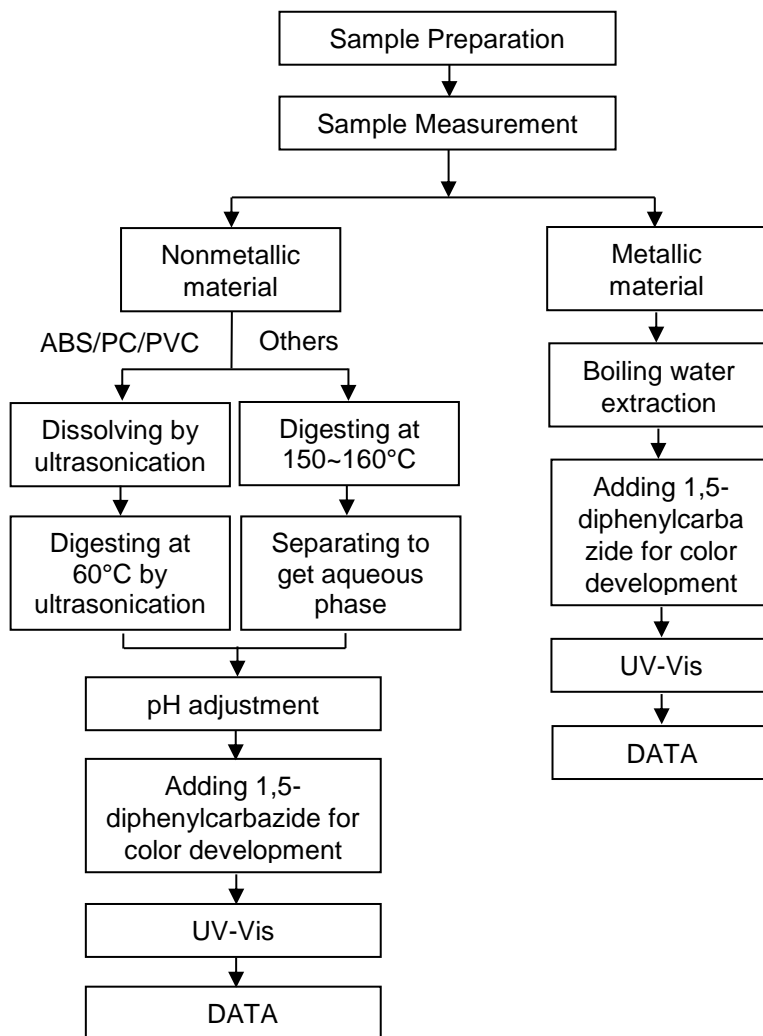 Sample Preparation
Sample Measurement
Nonmetallic
material
Metallic
material
ABS/PC/PVC
Others
Boiling water
extraction
Dissolving by
ultrasonication
Digesting at
150~160°C
Adding 1,5-
diphenylcarba
zide for color
development
Digesting at
60°C by
ultrasonication
Separating to
get aqueous
phase
UV-Vis
pH adjustment
DATA
Adding 1,5-
diphenylcarbazide for
color development
UV-Vis
DATA